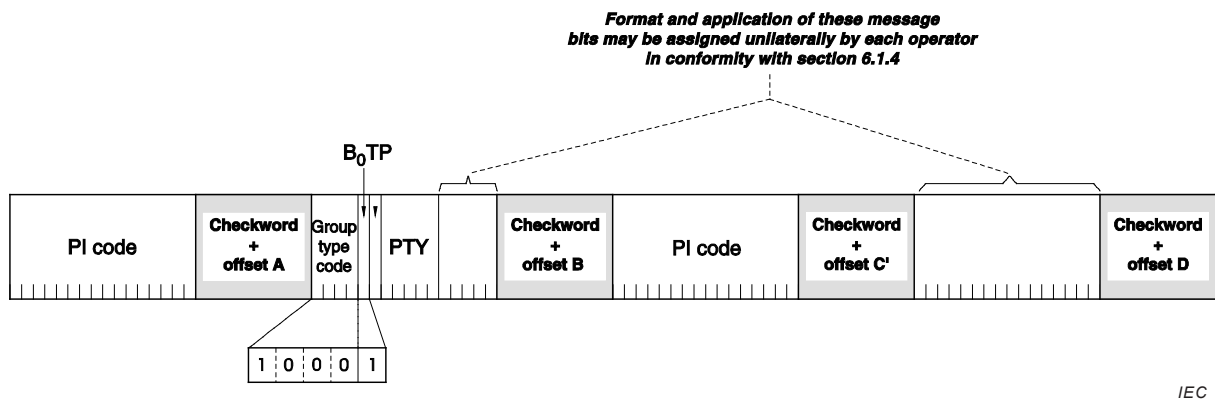 Format and application of these message
bits may be assigned unilaterally by each operator
in conformity with section 6.1.4
B₀TP
PI code
Checkword
+
offset A
Group
type
code
PTY
Checkword
+
offset B
PI code
Checkword
+
offset C'
Checkword
+
offset D
1 0 0 0 1
IEC